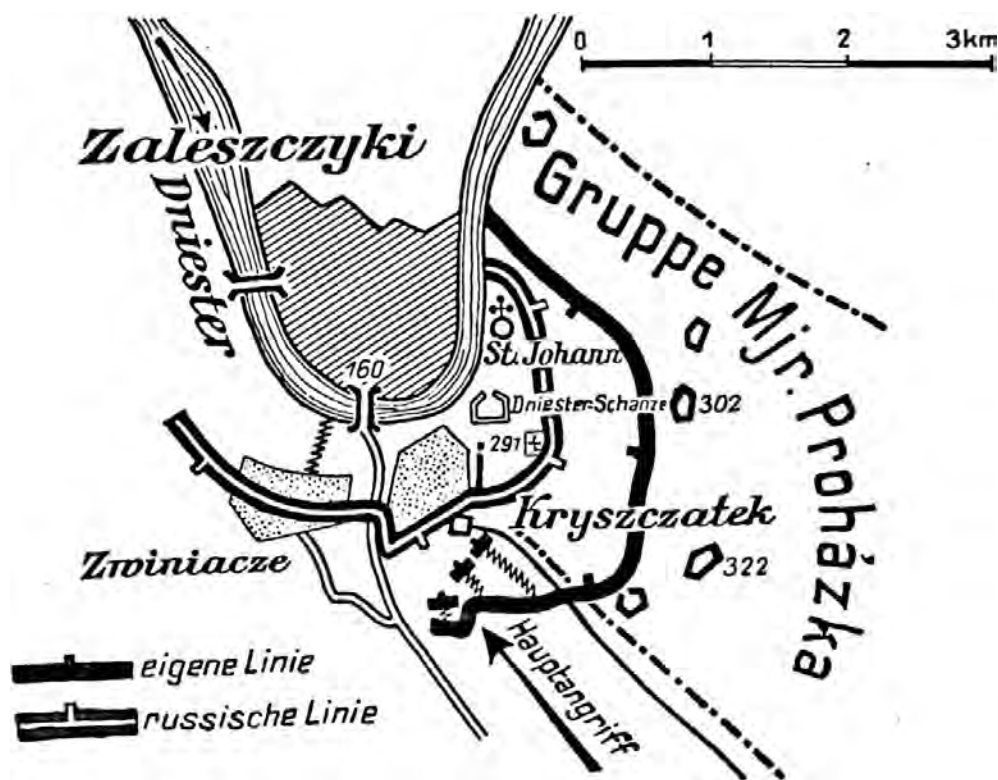 0 1 2 3km
Zaleszczyki
Dniester
Gruppe Mjr. Proházka
St. Johann
160
Dniester-Schanze
302
291
Kryszczatek
Zwiniacze
322
Hauptangriff
eigene Linie
russische Linie